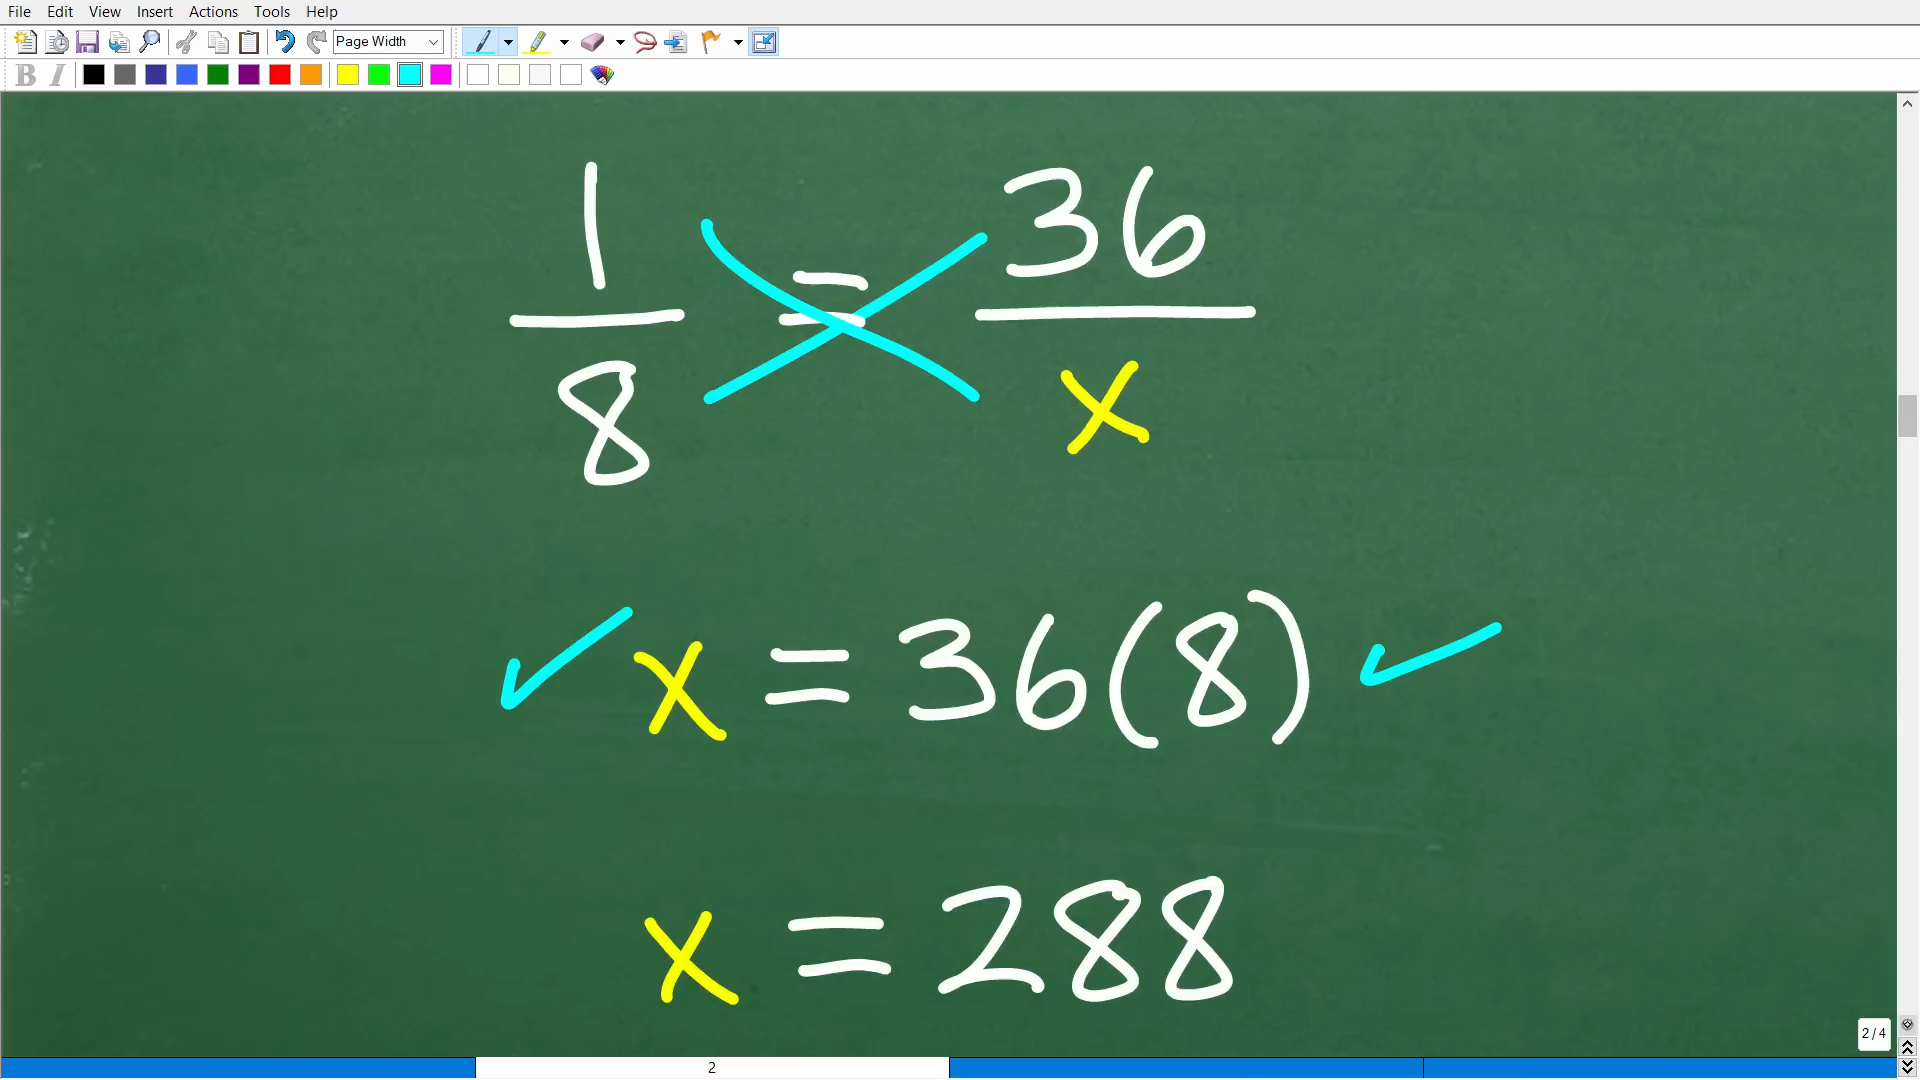 File Edit View Insert Actions Tools Help
Page Width
B I
1/8 = 36/x
x = 36(8)
x = 288
2 / 4
2